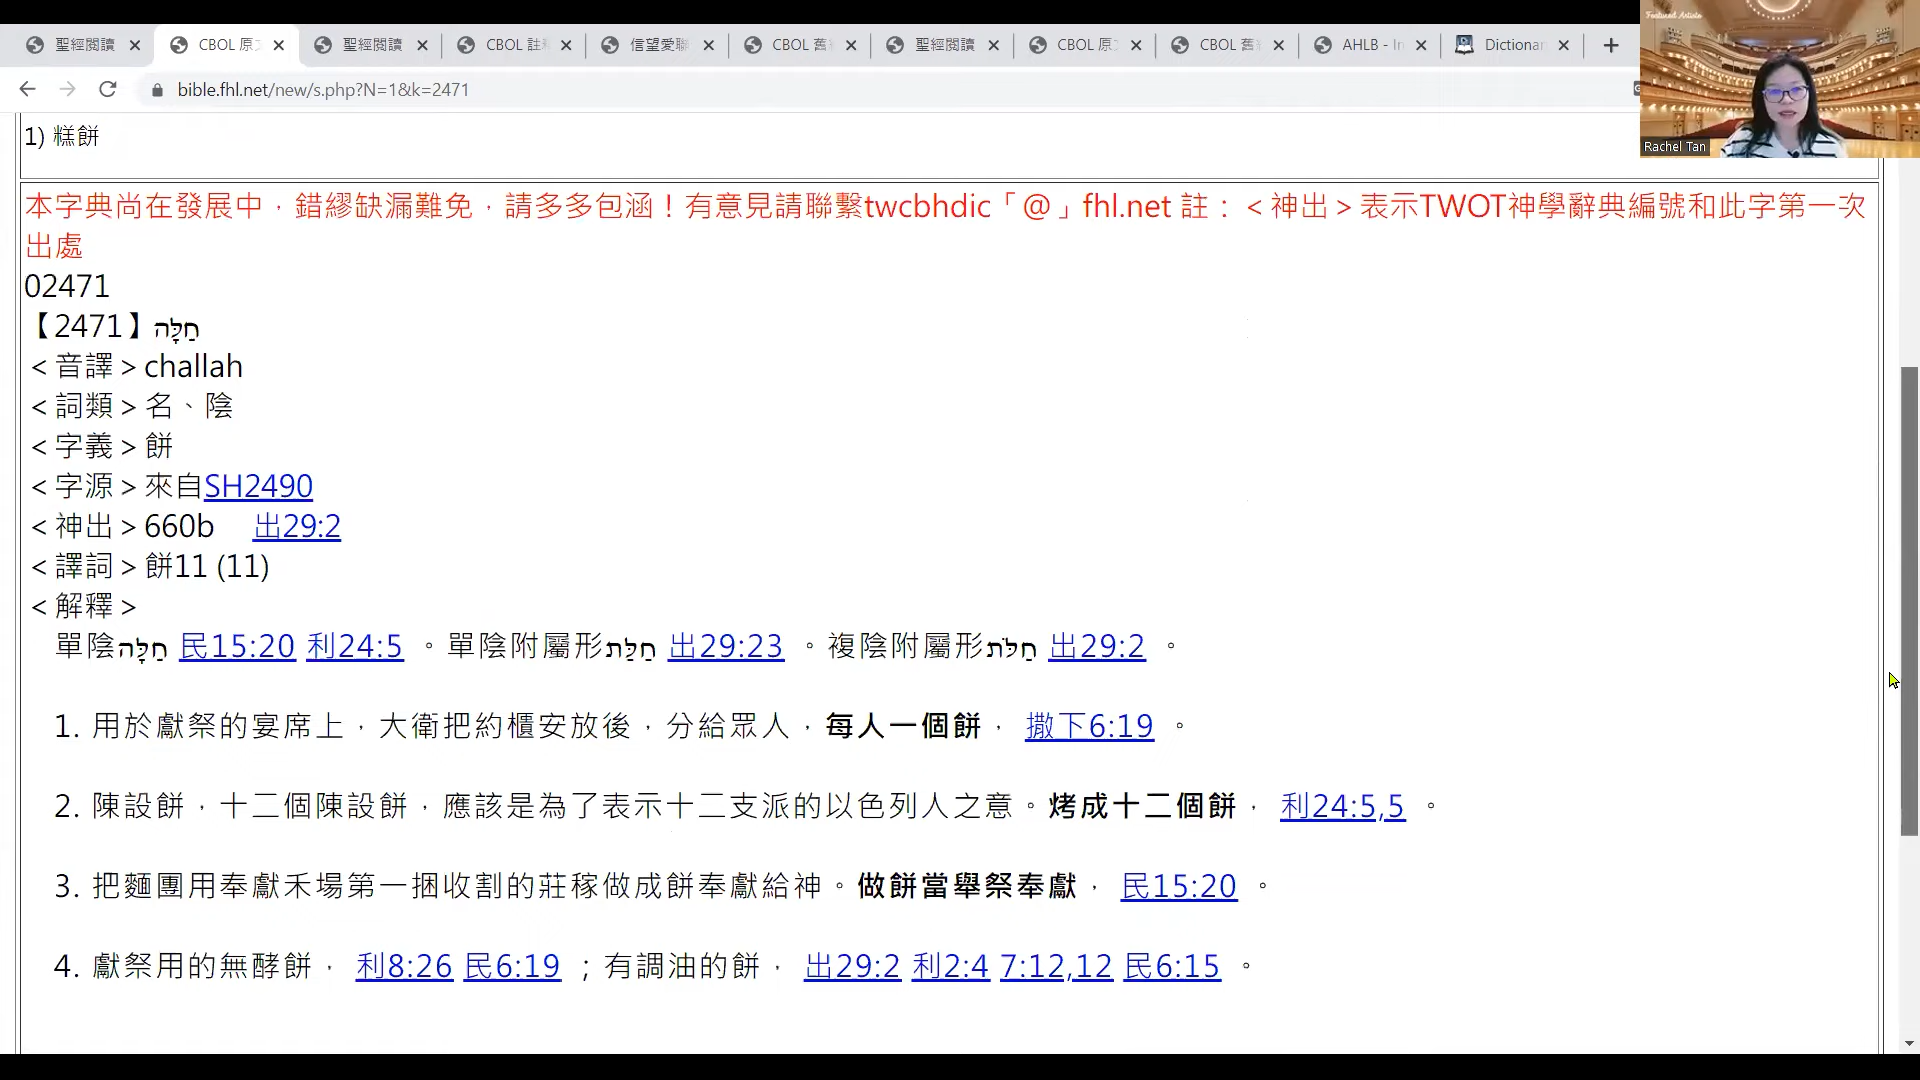 聖經閱讀
CBOL 原
聖經閱讀
CBOL 註
信望愛
CBOL 舊
聖經閱讀
CBOL 原
CBOL 舊
AHLB - In
Dictionar
bible.fhl.net/new/s.php?N=1&k=2471
Featured Artists
Rachel Tan
1) 糕餅
本字典尚在發展中，錯繆缺漏難免，請多多包涵！有意見請聯繫twcbhdic「@」fhl.net 註：＜神出＞表示TWOT神學辭典編號和此字第一次
出處
02471
【2471】חַלָּה
＜音譯＞challah
＜詞類＞名、陰
＜字義＞餅
＜字源＞來自SH2490
＜神出＞660b 出29:2
＜譯詞＞餅11 (11)
＜解釋＞
單陰חַלָּה 民15:20 利24:5 。單陰附屬形חַלַּת 出29:23 。複陰附屬形חַלֹּת 出29:2 。
1. 用於獻祭的宴席上，大衛把約櫃安放後，分給眾人，每人一個餅， 撒下6:19 。
2. 陳設餅，十二個陳設餅，應該是為了表示十二支派的以色列人之意。烤成十二個餅， 利24:5,5 。
3. 把麵團用奉獻禾場第一捆收割的莊稼做成餅奉獻給神。做餅當舉祭奉獻， 民15:20 。
4. 獻祭用的無酵餅， 利8:26 民6:19 ；有調油的餅， 出29:2 利2:4 7:12,12 民6:15 。